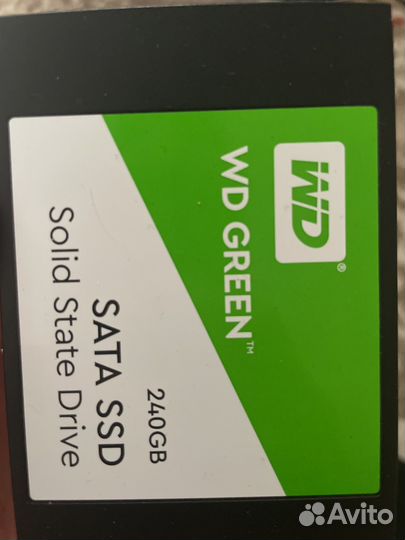 WD®
WD GREEN™
240GB
SATA SSD
Solid State Drive
Avito